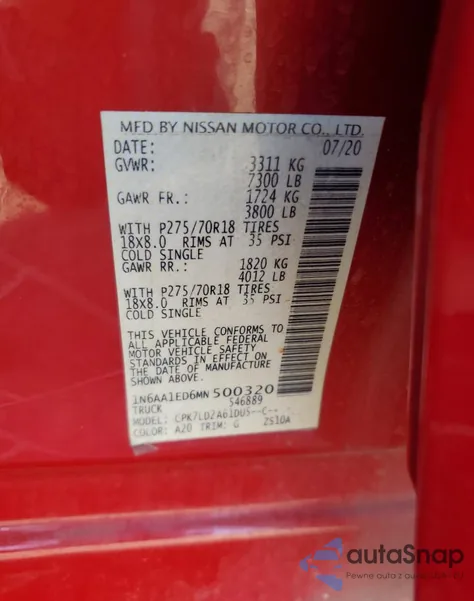 MFD BY NISSAN MOTOR CO., LTD.
DATE: 07/20
GVWR: 3311 KG
7300 LB
GAWR FR.: 1724 KG
3800 LB
WITH P275/70R18 TIRES
18X8.0 RIMS AT 35 PSI
COLD SINGLE
GAWR RR.: 1820 KG
4012 LB
WITH P275/70R18 TIRES
18X8.0 RIMS AT 35 PSI
COLD SINGLE
THIS VEHICLE CONFORMS TO
ALL APPLICABLE FEDERAL
MOTOR VEHICLE SAFETY
STANDARDS IN EFFECT ON
THE DATE OF MANUFACTURE
SHOWN ABOVE.
1N6AA1ED6MN500320
TRUCK 546889
MODEL: CPK7LD2A61DU5--C--
COLOR: A20 TRIM: G 2510A
autoSnap
Pewne auta z